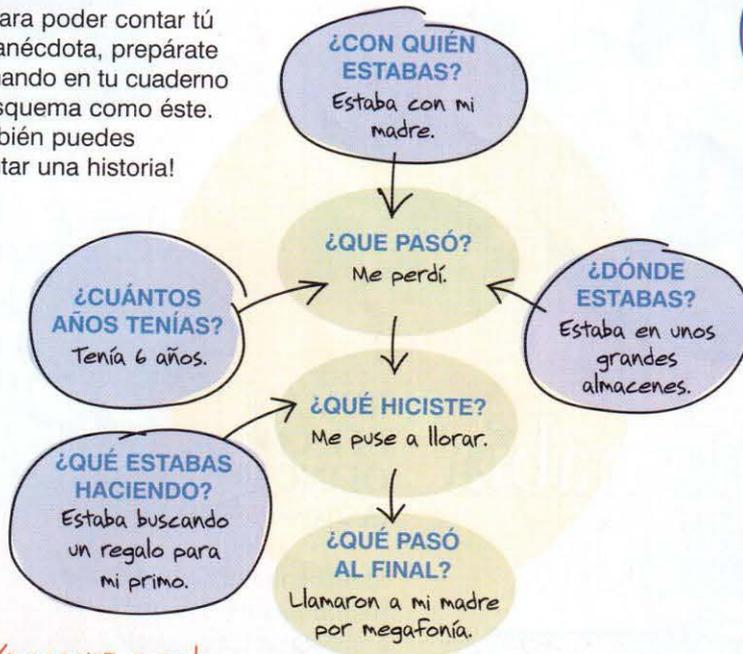 ara poder contar tú
anécdota, prepárate
ando en tu cuaderno
squema como éste.
bién puedes
tar una historia!
¿CON QUIÉN
ESTABAS?
Estaba con mi
madre.
¿QUE PASÓ?
Me perdí.
¿CUÁNTOS
AÑOS TENÍAS?
Tenía 6 años.
¿DÓNDE
ESTABAS?
Estaba en unos
grandes
almacenes.
¿QUÉ HICISTE?
Me puse a llorar.
¿QUÉ ESTABAS
HACIENDO?
Estaba buscando
un regalo para
mi primo.
¿QUÉ PASÓ
AL FINAL?
Llamaron a mi madre
por megafonía.